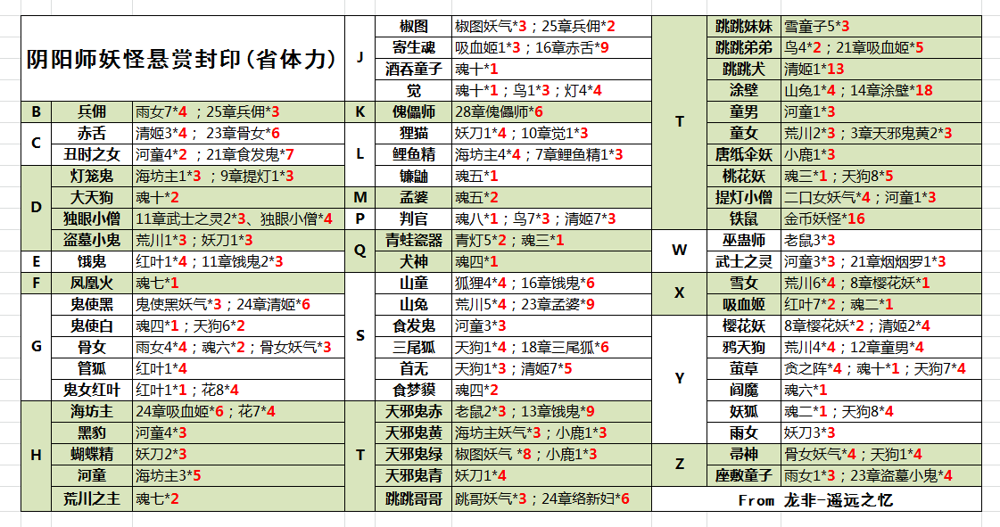 阴阳师妖怪悬赏封印(省体力)
B 兵佣 雨女7*4 ；25章兵佣*3
C 赤舌 清姬3*4； 23章骨女*6
丑时之女 河童4*2 ；21章食发鬼*7
D 灯笼鬼 海坊主1*3 ；9章提灯1*3
大天狗 魂十*2
独眼小僧 11章武士之灵2*3、独眼小僧*4
盗墓小鬼 荒川1*3；妖刀1*3
E 饿鬼 红叶1*4；11章饿鬼2*3
F 凤凰火 魂七*1
G 鬼使黑 鬼使黑妖气*3；24章清姬*6
鬼使白 魂四*1；天狗6*2
骨女 雨女4*4；魂六*2；骨女妖气*3
管狐 红叶1*4
鬼女红叶 红叶1*1；花8*4
H 海坊主 24章吸血姬*6；花7*4
黑豹 河童4*3
蝴蝶精 妖刀2*3
河童 海坊主3*5
荒川之主 魂七*2
J 椒图 椒图妖气*3；25章兵佣*2
寄生魂 吸血姬1*3；16章赤舌*9
酒吞童子 魂十*1
觉 魂十*1；鸟1*3；灯4*4
K 傀儡师 28章傀儡师*6
L 狸猫 妖刀1*4；10章觉1*3
鲤鱼精 海坊主4*4；7章鲤鱼精1*3
镰鼬 魂五*1
M 孟婆 魂五*2
P 判官 魂八*1；鸟7*3；清姬7*3
Q 青蛙瓷器 青灯5*2；魂三*1
犬神 魂四*1
S 山童 狐狸4*4；16章饿鬼*6
山兔 荒川5*4；23章孟婆*9
食发鬼 河童3*3
三尾狐 天狗1*4；18章三尾狐*6
首无 天狗1*3；清姬7*5
食梦貘 魂四*2
T 天邪鬼赤 老鼠2*3；13章饿鬼*9
天邪鬼黄 海坊主妖气*3；小鹿1*3
天邪鬼绿 椒图妖气 *8；小鹿1*3
天邪鬼青 妖刀1*4
跳跳哥哥 跳哥妖气*3；24章络新妇*6
T 跳跳妹妹 雪童子5*3
跳跳弟弟 鸟4*2；21章吸血姬*5
跳跳犬 清姬1*13
涂壁 山兔1*4；14章涂壁*18
童男 河童1*3
童女 荒川2*3；3章天邪鬼黄2*3
唐纸伞妖 小鹿1*3
桃花妖 魂三*1；天狗8*5
提灯小僧 二口女妖气*4；河童1*3
铁鼠 金币妖怪*16
W 巫蛊师 老鼠3*3
武士之灵 河童3*3；21章烟烟罗1*3
X 雪女 荒川6*4；8章樱花妖*1
吸血姬 红叶7*2；魂二*1
Y 樱花妖 8章樱花妖*2；清姬2*4
鸦天狗 荒川4*4；12章童男*4
萤草 贪之阵*4；魂十*1；天狗7*4
阎魔 魂六*1
妖狐 魂二*1；天狗8*4
雨女 妖刀3*3
Z 帚神 骨女妖气*4；天狗1*4
座敷童子 雨女1*3；23章盗墓小鬼*4
From 龙非-遥远之忆